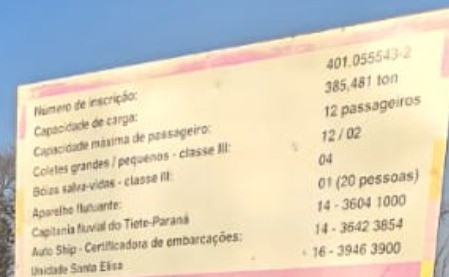 Número de inscrição: 401.055543-2
Capacidade de carga: 385,481 ton
Capacidade máxima de passageiro: 12 passageiros
Coletes grandes / pequenos - classe III: 12 / 02
Bóias salva-vidas - classe III: 04
Aparelho flutuante: 01 (20 pessoas)
Capitania fluvial do Tiete-Paraná 14 - 3604 1000
Auto Ship - Certificadora de embarcações: 14 - 3642 3854
Unidade Santa Elisa 16 - 3946 3900